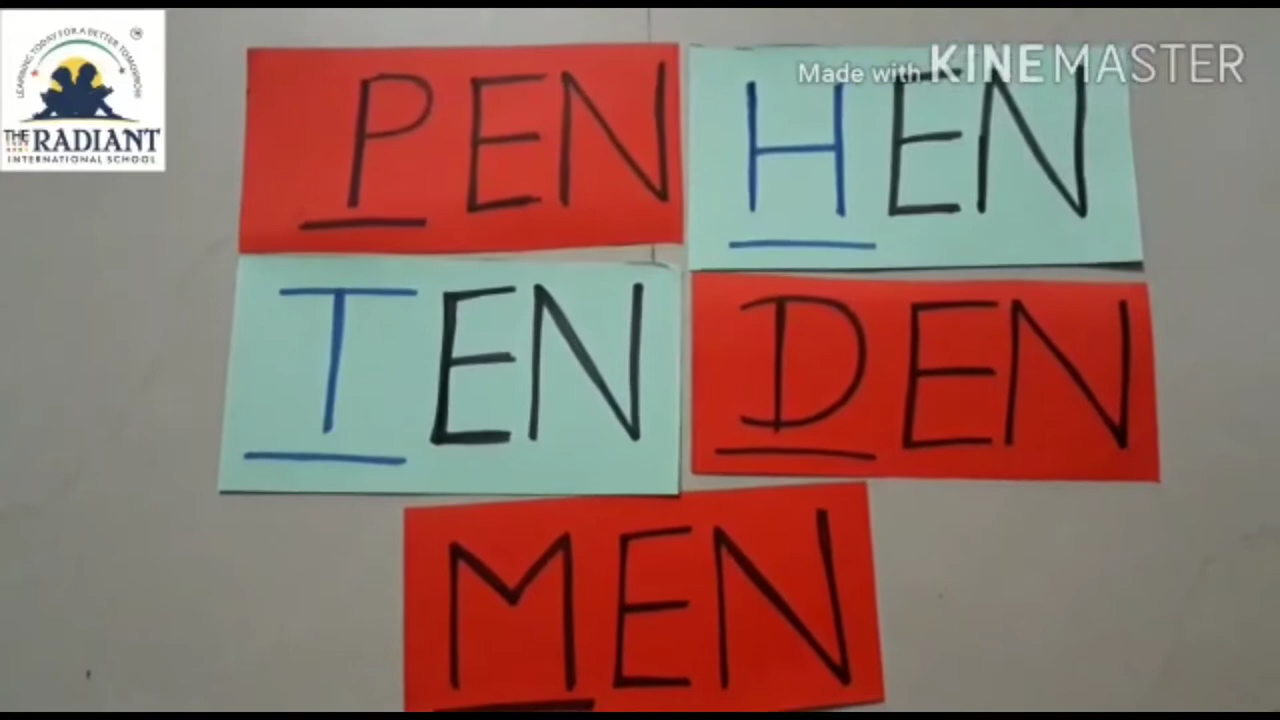 LEARNING TODAY FOR A BETTER TOMORROW
THE RADIANT
INTERNATIONAL SCHOOL
Made with KINEMASTER
PEN
HEN
TEN
DEN
MEN